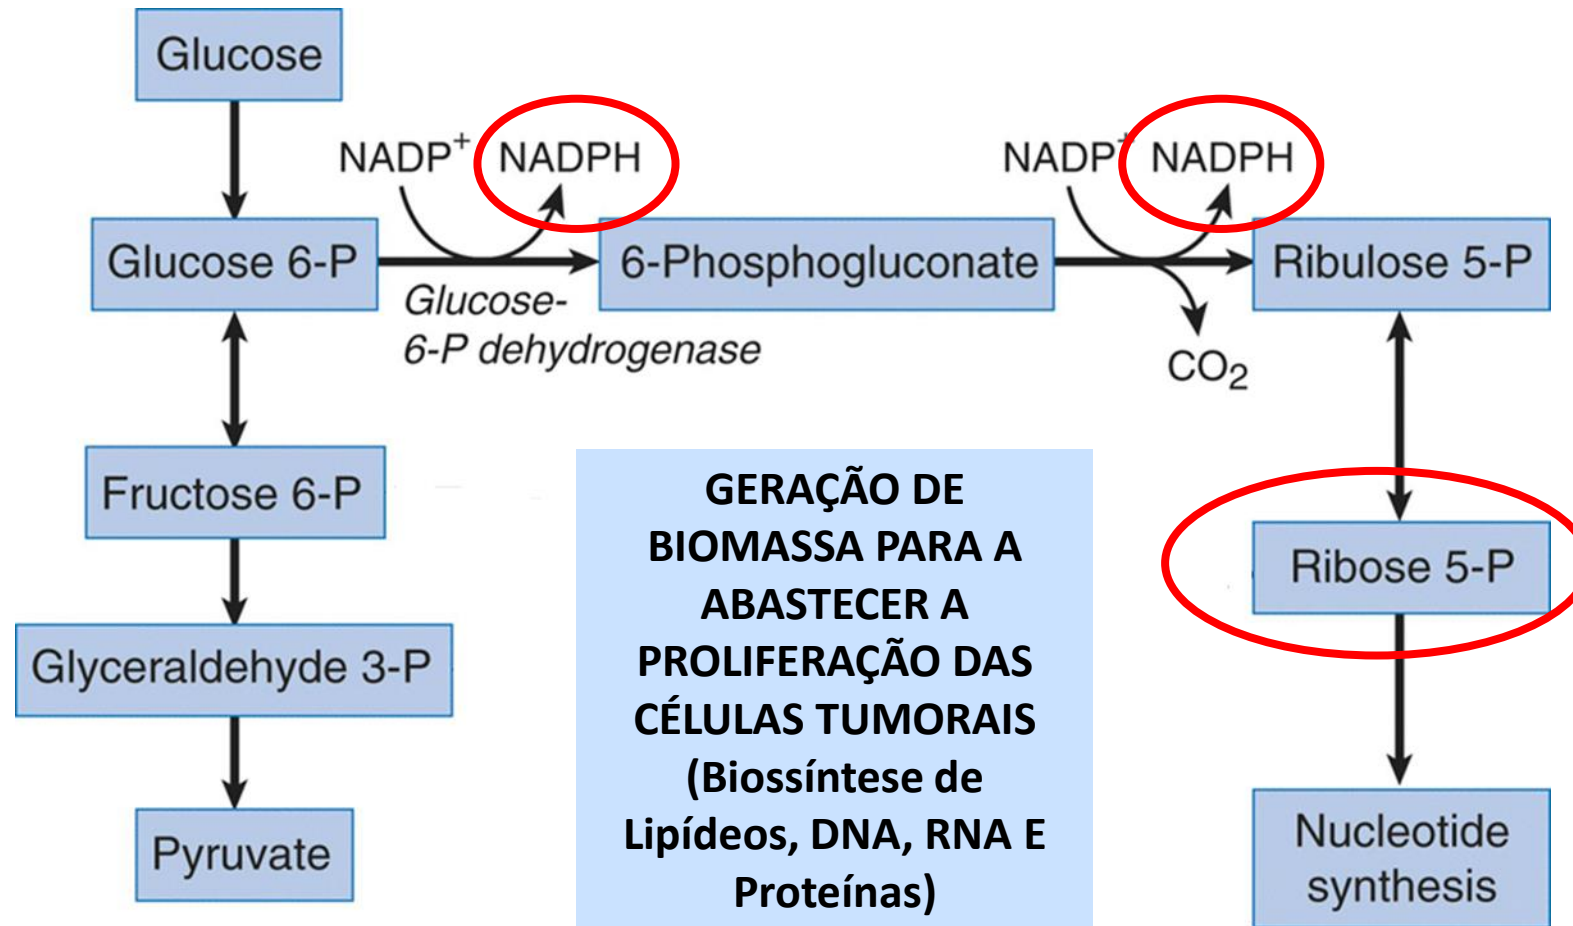 Glucose
NADP⁺ NADPH
NADP⁺ NADPH
Glucose 6-P
6-Phosphogluconate
Ribulose 5-P
Glucose-
6-P dehydrogenase
CO₂
Fructose 6-P
GERAÇÃO DE
BIOMASSA PARA A
ABASTECER A
PROLIFERAÇÃO DAS
CÉLULAS TUMORAIS
(Biossíntese de
Lipídeos, DNA, RNA E
Proteínas)
Ribose 5-P
Glyceraldehyde 3-P
Pyruvate
Nucleotide
synthesis